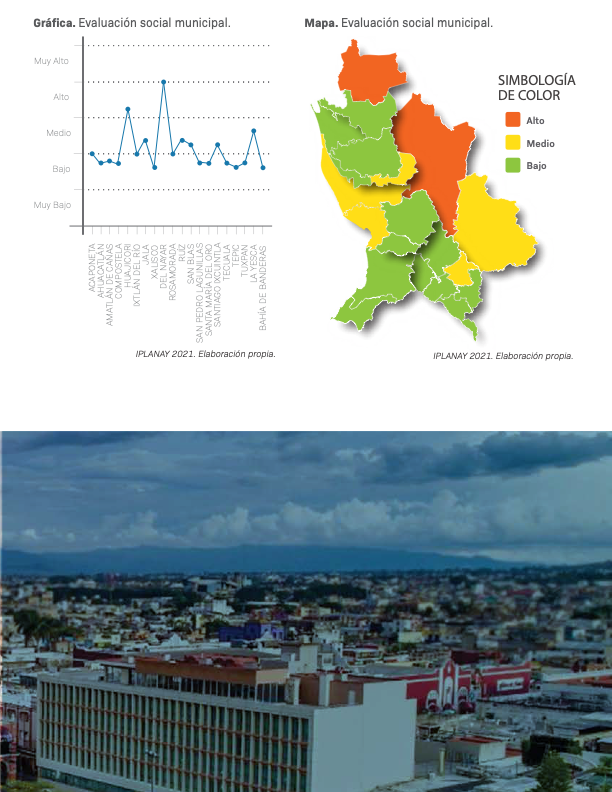 Gráfica. Evaluación social municipal.
Muy Alto
Alto
Medio
Bajo
Muy Bajo
ACAPONETA
AHUACATLÁN
AMATLÁN DE CAÑAS
COMPOSTELA
HUAJICORI
IXTLÁN DEL RÍO
JALA
XALISCO
DEL NAYAR
ROSAMORADA
RUÍZ
SAN BLAS
SAN PEDRO LAGUNILLAS
SANTA MARÍA DEL ORO
SANTIAGO IXCUINTLA
TECUALA
TEPIC
TUXPAN
LA YESCA
BAHÍA DE BANDERAS
IPLANAY 2021. Elaboración propia.
Mapa. Evaluación social municipal.
SIMBOLOGÍA
DE COLOR
Alto
Medio
Bajo
IPLANAY 2021. Elaboración propia.